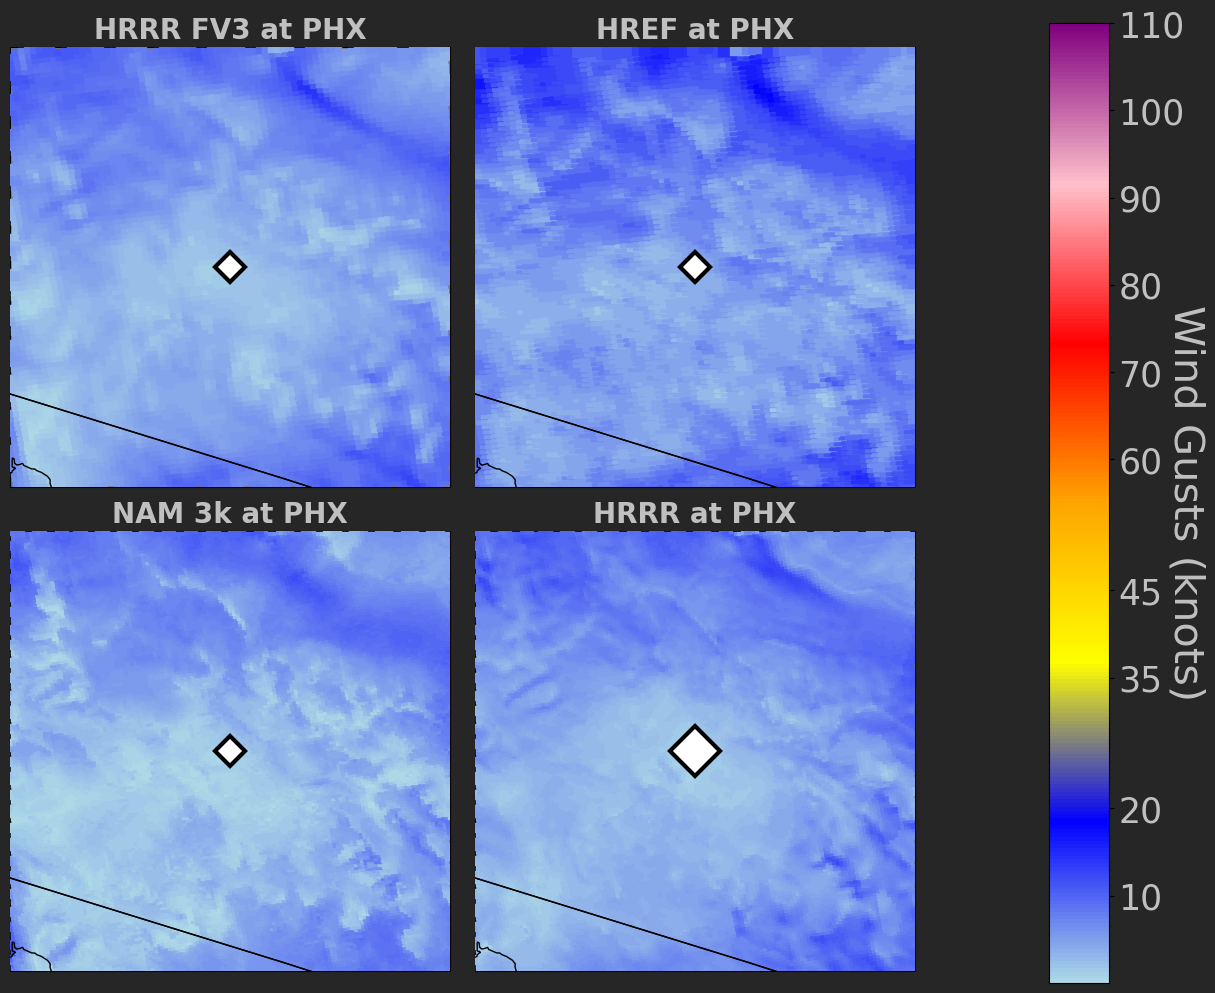 HRRR FV3 at PHX
HREF at PHX
NAM 3k at PHX
HRRR at PHX
110
100
90
80
70
60
45
35
20
10
Wind Gusts (knots)